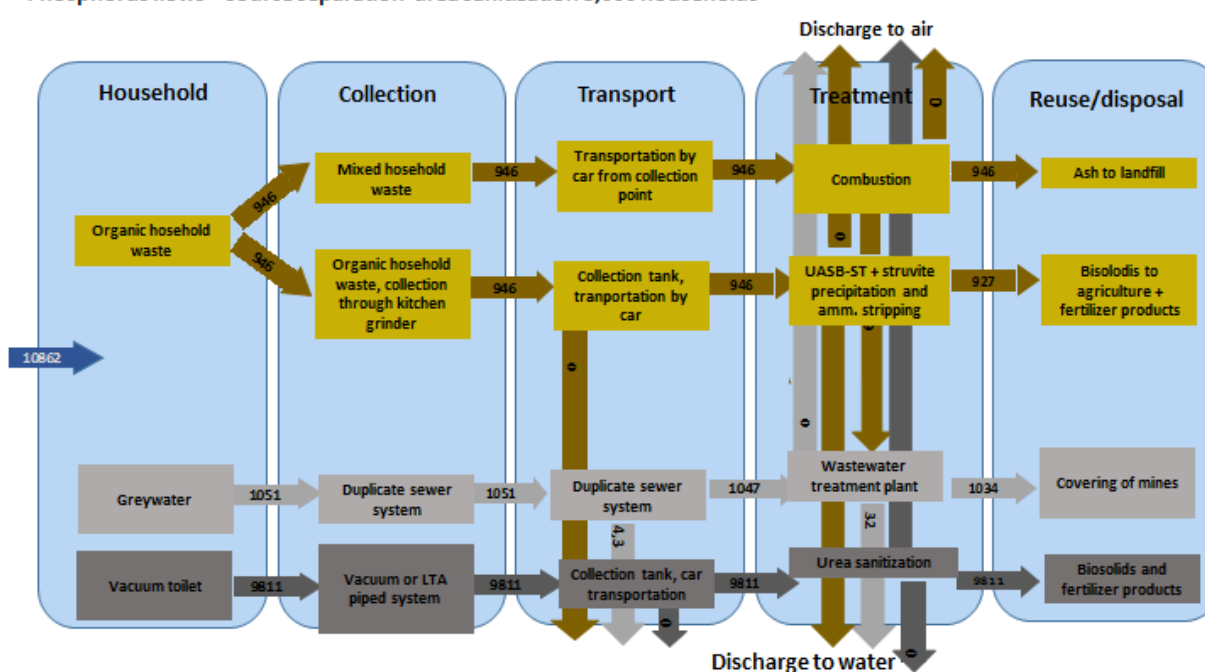 Discharge to air
Household
Collection
Transport
Treatment
Reuse/disposal
0
Mixed hosehold
waste
946
Transportation by
car from collection
point
946
Combustion
946
Ash to landfill
946
Organic hosehold
waste
946
0
Organic hosehold
waste, collection
through kitchen
grinder
946
Collection tank,
tranportation by
car
946
UASB-ST + struvite
precipitation and
amm. stripping
927
Bisolodis to
agriculture +
fertilizer products
10862
0
0
0
Greywater
1051
Duplicate sewer
system
1051
Duplicate sewer
system
1047
Wastewater
treatment plant
1034
Covering of mines
4,3
32
Vacuum toilet
9811
Vacuum or LTA
piped system
9811
Collection tank, car
transportation
9811
Urea sanitization
9811
Biosolids and
fertilizer products
0
0
Discharge to water